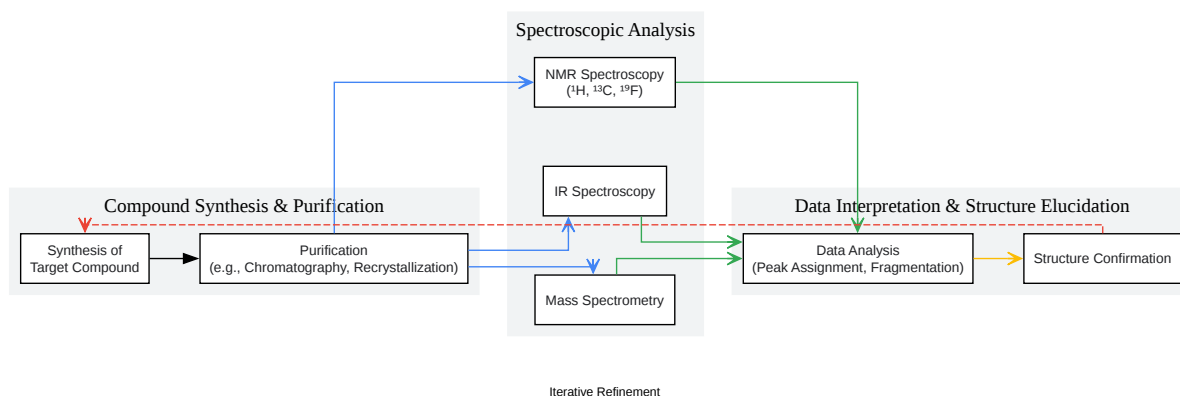 Spectroscopic Analysis
NMR Spectroscopy
(¹H, ¹³C, ¹⁹F)
IR Spectroscopy
Compound Synthesis & Purification
Data Interpretation & Structure Elucidation
Synthesis of
Target Compound
Purification
(e.g., Chromatography, Recrystallization)
Data Analysis
(Peak Assignment, Fragmentation)
Structure Confirmation
Mass Spectrometry
Iterative Refinement